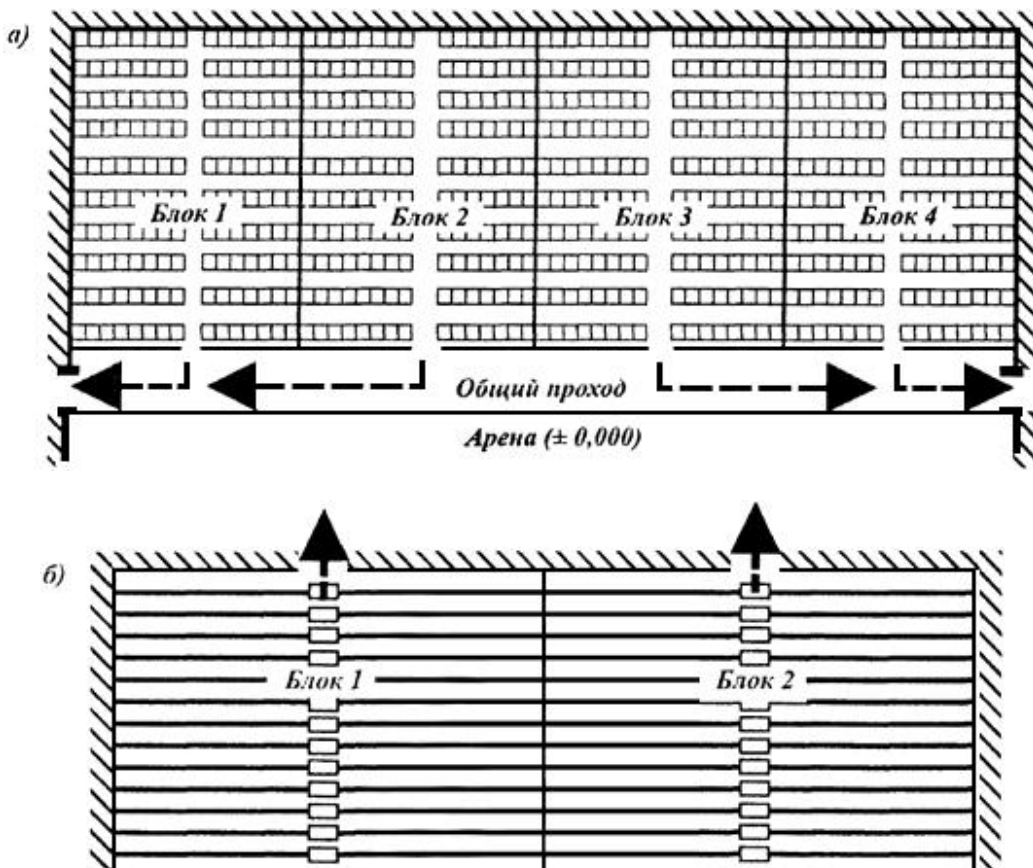 а)
Блок 1 Блок 2 Блок 3 Блок 4
Общий проход
Арена (± 0,000)
б)
Блок 1 Блок 2